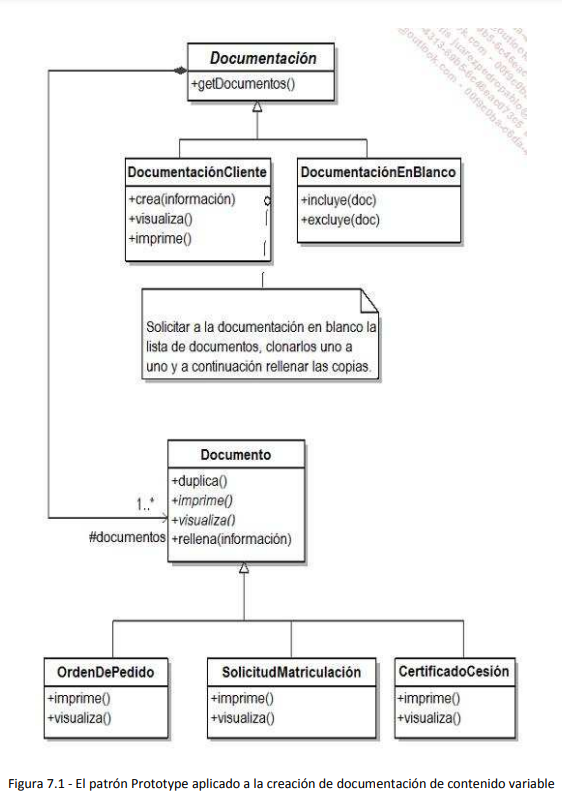 Documentación
+getDocumentos()
DocumentaciónCliente
+crea(información)
+visualiza()
+imprime()
DocumentaciónEnBlanco
+incluye(doc)
+excluye(doc)
Solicitar a la documentación en blanco la
lista de documentos, clonarlos uno a
uno y a continuación rellenar las copias.
Documento
+duplica()
+imprime()
+visualiza()
+rellena(información)
1..*
#documentos
OrdenDePedido
+imprime()
+visualiza()
SolicitudMatriculación
+imprime()
+visualiza()
CertificadoCesión
+imprime()
+visualiza()
Figura 7.1 - El patrón Prototype aplicado a la creación de documentación de contenido variable